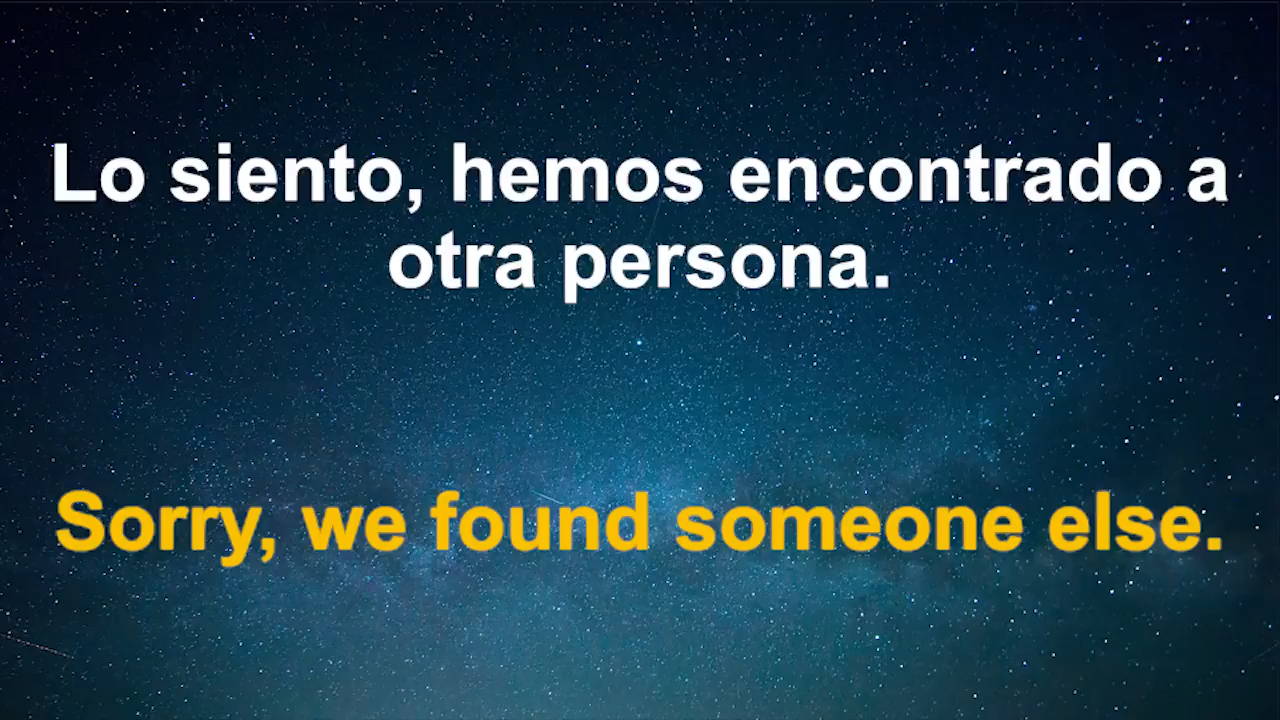 Lo siento, hemos encontrado a
otra persona.
Sorry, we found someone else.